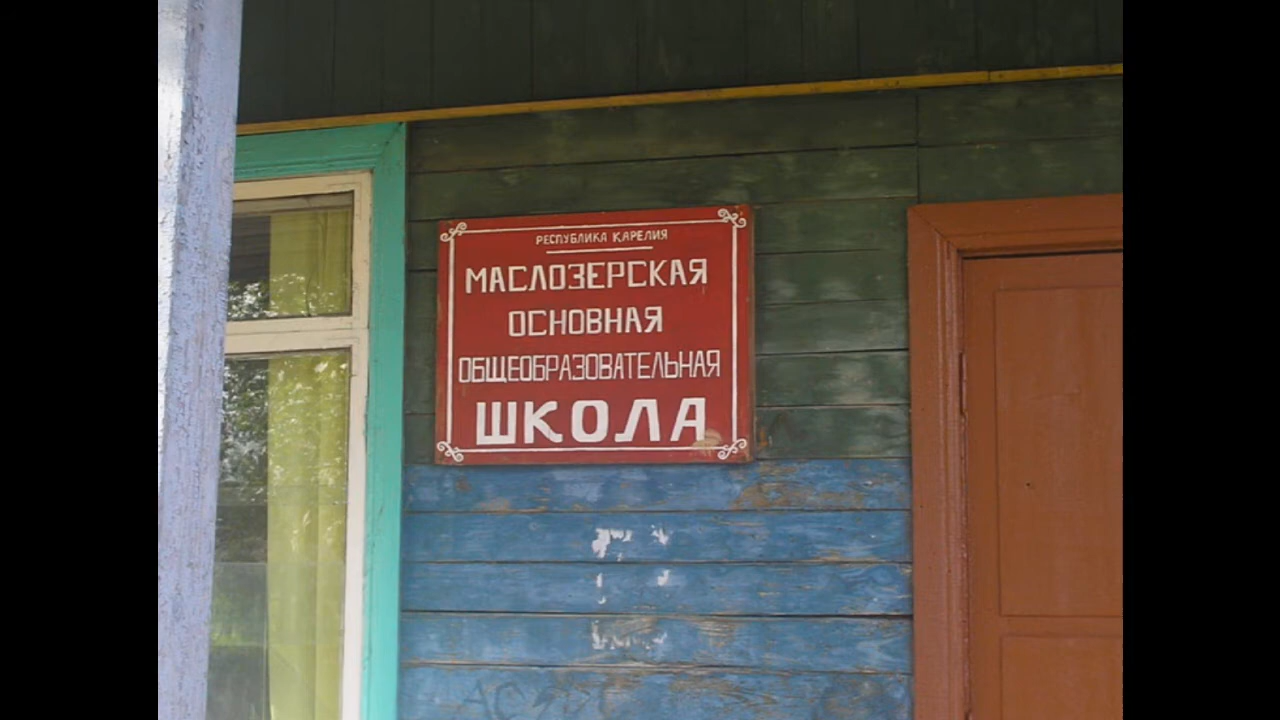 РЕСПУБЛИКА КАРЕЛИЯ
МАСЛОЗЕРСКАЯ
ОСНОВНАЯ
ОБЩЕОБРАЗОВАТЕЛЬНАЯ
ШКОЛА